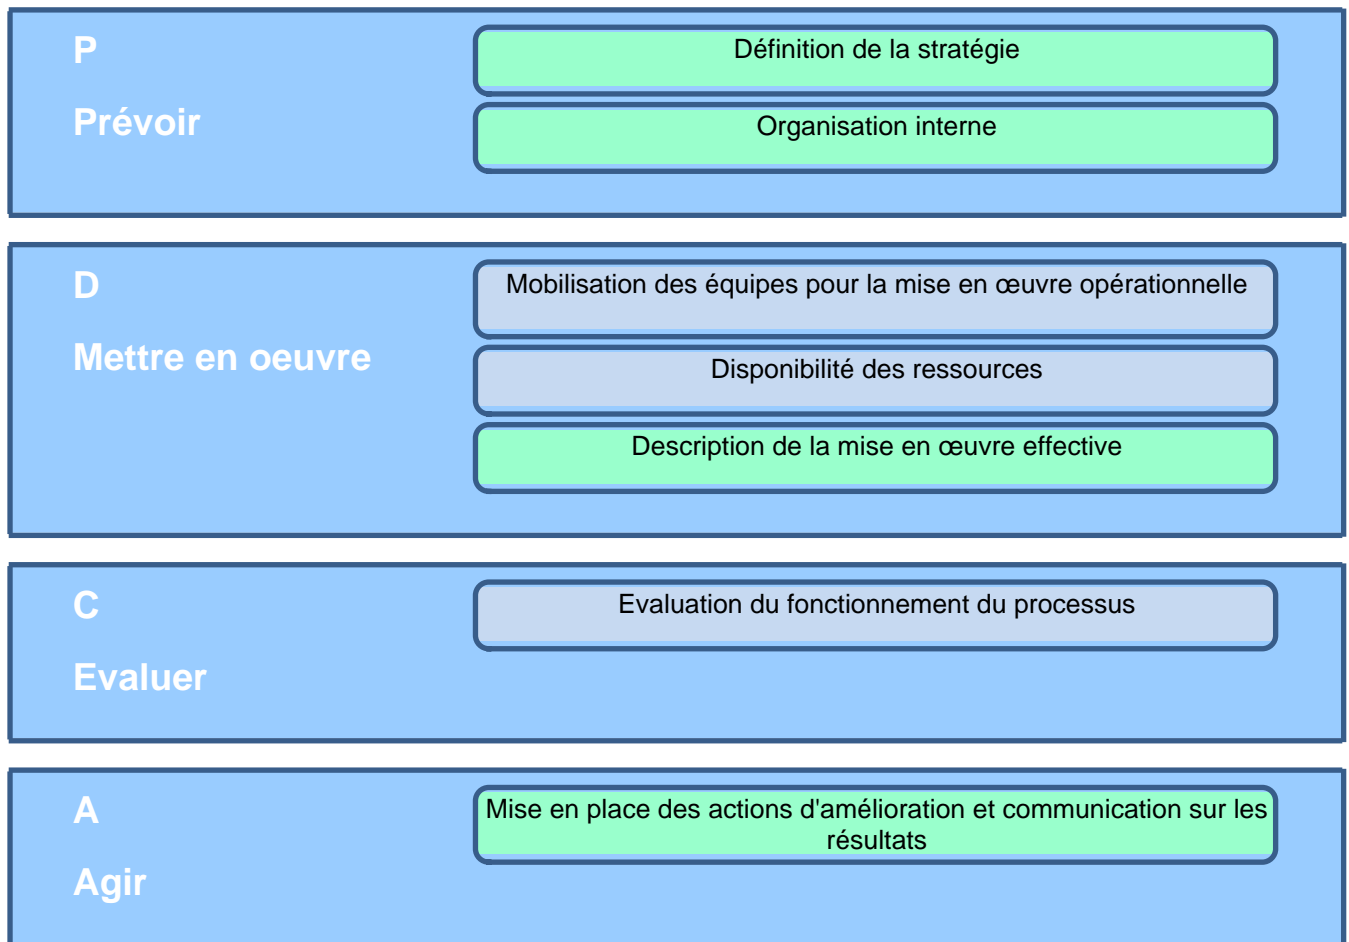 P
Définition de la stratégie
Prévoir
Organisation interne
D
Mobilisation des équipes pour la mise en œuvre opérationnelle
Mettre en oeuvre
Disponibilité des ressources
Description de la mise en œuvre effective
C
Evaluation du fonctionnement du processus
Evaluer
A
Mise en place des actions d'amélioration et communication sur les
résultats
Agir